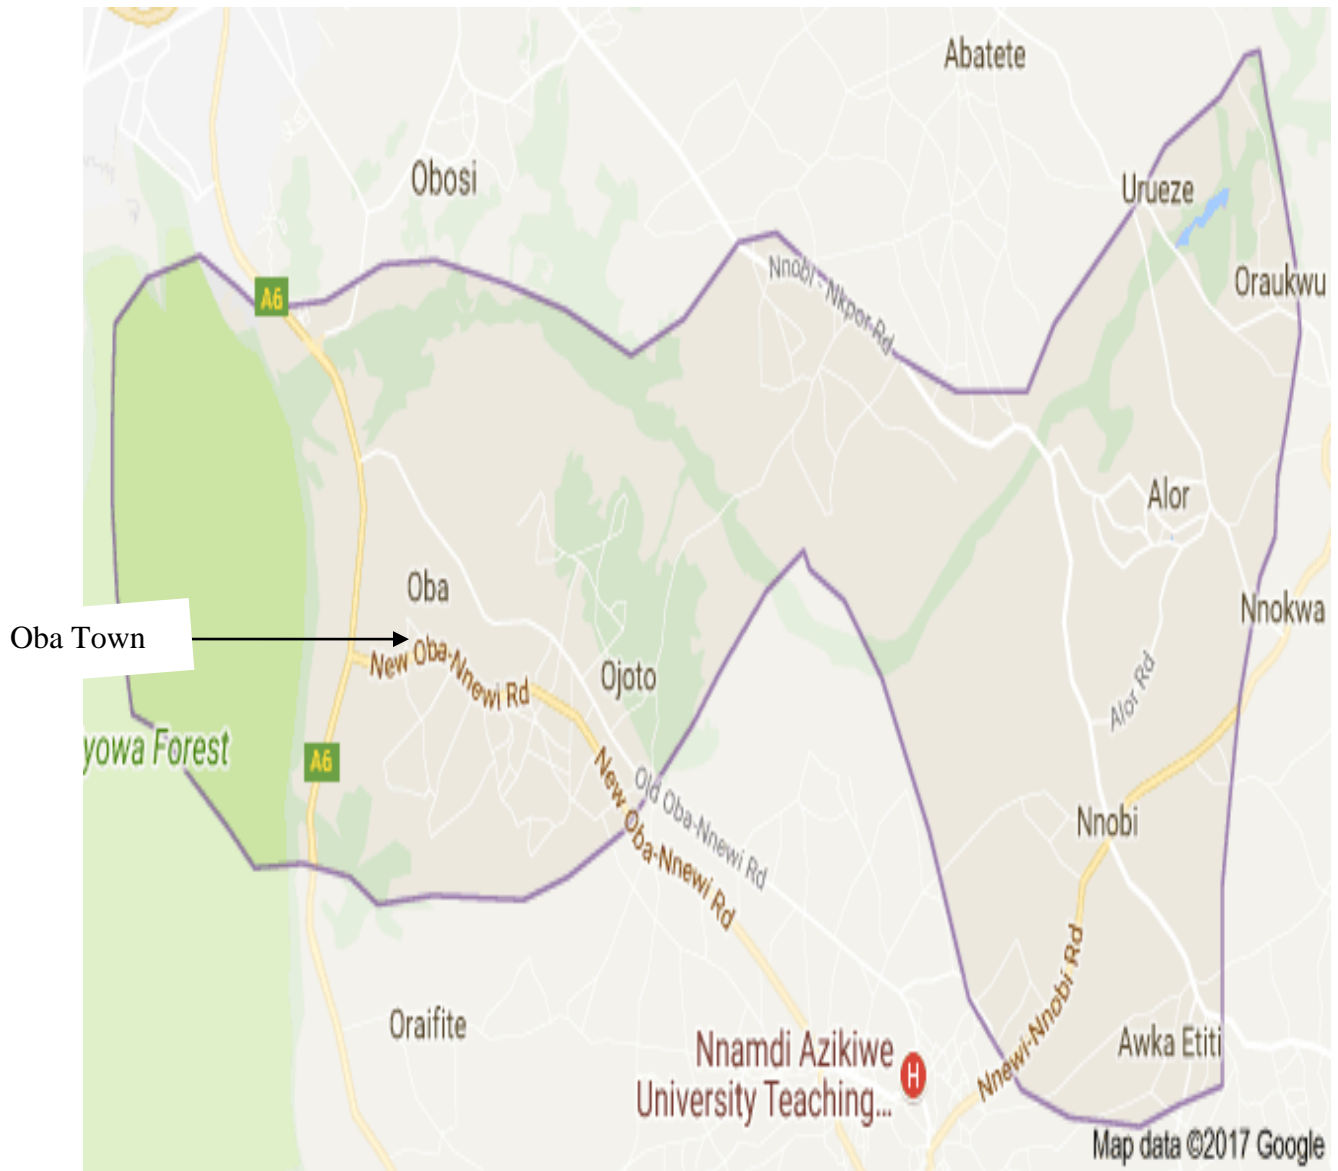 Abatete
Obosi
Urueze
Nnobi - Nkpor-Rd
Oraukwu
A6
Alor
Oba
Nnokwa
Oba Town
New Oba-Nnewi Rd
Ojoto
Alor Rd
yowa Forest
A6
New Oba-Nnewi Rd
Old Oba-Nnewi Rd
Nnobi
Nnewi-Nnobi Rd
Oraifite
Nnamdi Azikiwe
University Teaching...
H
Awka Etiti
Map data ©2017 Google